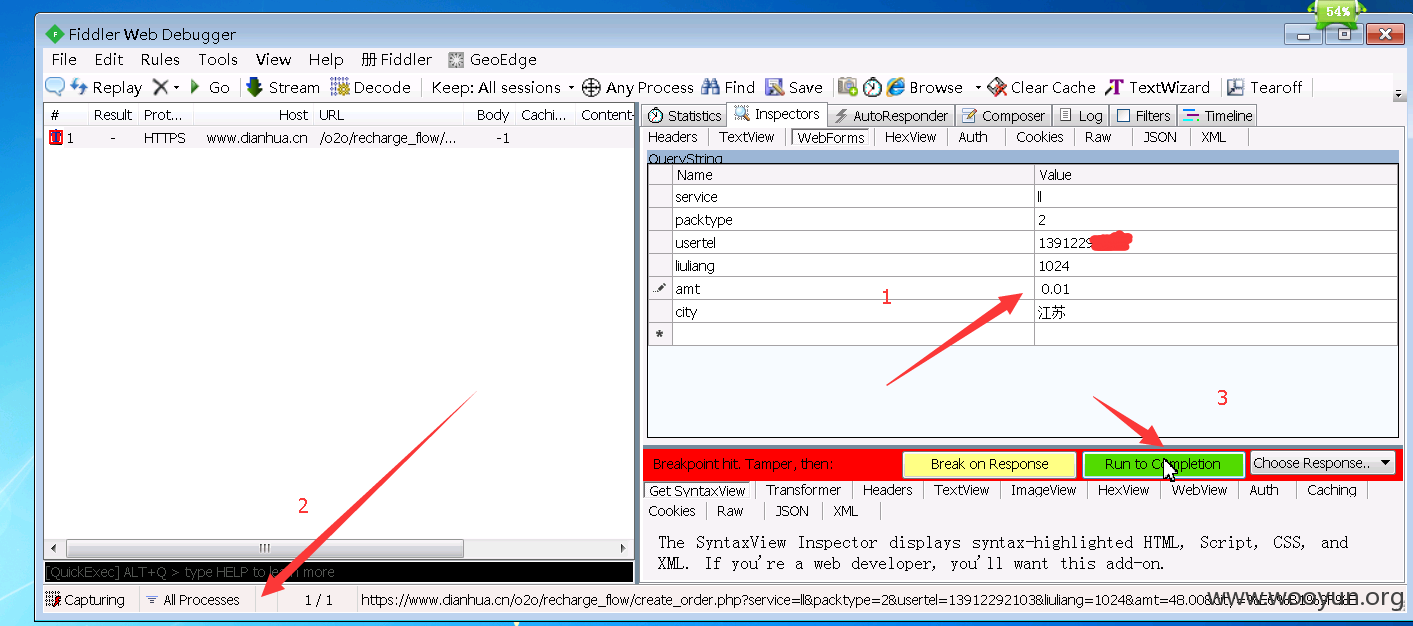 54%
Fiddler Web Debugger
File Edit Rules Tools View Help 册 Fiddler GeoEdge
Replay Go Stream Decode Keep: All sessions Any Process Find Save Browse Clear Cache TextWizard Tearoff
# Result Prot... Host URL Body Cachi... Content-
1 - HTTPS www.dianhua.cn /o2o/recharge_flow/... -1
Statistics Inspectors AutoResponder Composer Log Filters Timeline
Headers TextView WebForms HexView Auth Cookies Raw JSON XML
QueryString
Name Value
service ll
packtype 2
usertel 1391229
liuliang 1024
amt 0.01
city 江苏
*
1
2
3
Breakpoint hit. Tamper, then: Break on Response Run to Completion Choose Response...
Get SyntaxView Transformer Headers TextView ImageView HexView WebView Auth Caching
Cookies Raw JSON XML
The SyntaxView Inspector displays syntax-highlighted HTML, Script, CSS, and
XML. If you're a web developer, you'll want this add-on.
[QuickExec] ALT+Q > type HELP to learn more
Capturing All Processes 1 / 1 https://www.dianhua.cn/o2o/recharge_flow/create_order.php?service=ll&packtype=2&usertel=13912292103&liuliang=1024&amt=48.00
www.wooyun.org